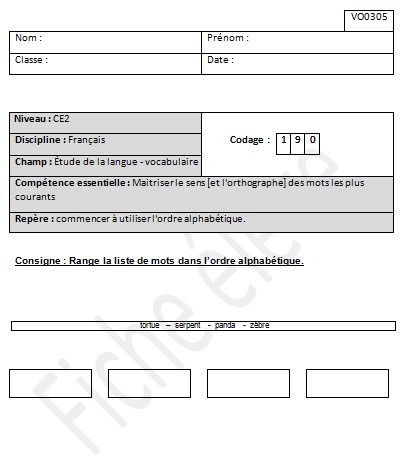 VO0305
Nom : Prénom :
Classe : Date :
Niveau : CE2
Discipline : Français Codage : 1 9 0
Champ : Étude de la langue - vocabulaire
Compétence essentielle : Maitriser le sens [et l'orthographe] des mots les plus
courants
Repère : commencer à utiliser l'ordre alphabétique.
Consigne : Range la liste de mots dans l'ordre alphabétique.
tortue – serpent - panda - zèbre
Fiche élève